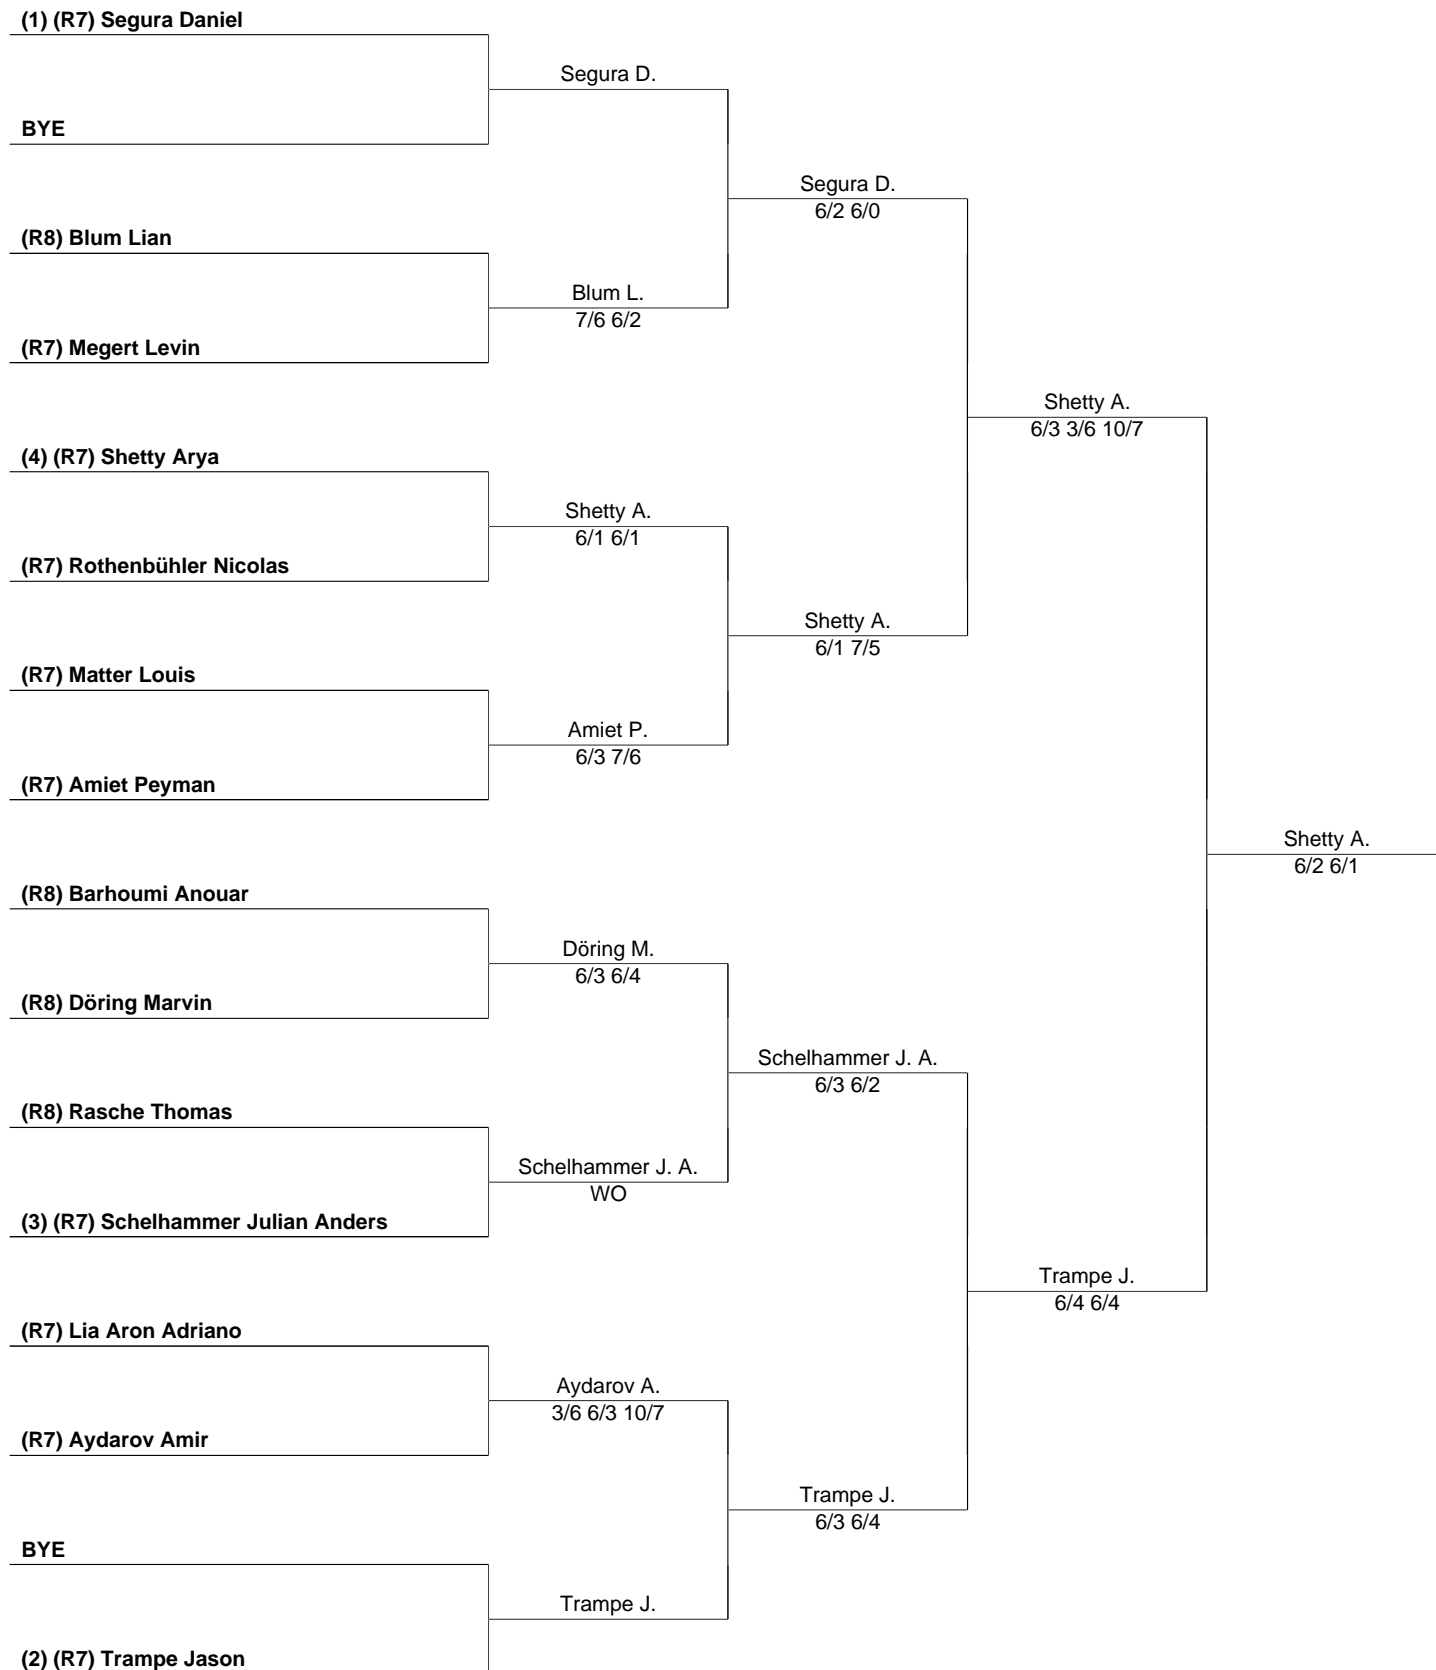 (1) (R7) Segura Daniel
Segura D.
BYE
Segura D.
6/2 6/0
(R8) Blum Lian
Blum L.
7/6 6/2
(R7) Megert Levin
Shetty A.
6/3 3/6 10/7
(4) (R7) Shetty Arya
Shetty A.
6/1 6/1
(R7) Rothenbühler Nicolas
Shetty A.
6/1 7/5
(R7) Matter Louis
Amiet P.
6/3 7/6
(R7) Amiet Peyman
Shetty A.
6/2 6/1
(R8) Barhoumi Anouar
Döring M.
6/3 6/4
(R8) Döring Marvin
Schelhammer J. A.
6/3 6/2
(R8) Rasche Thomas
Schelhammer J. A.
WO
(3) (R7) Schelhammer Julian Anders
Trampe J.
6/4 6/4
(R7) Lia Aron Adriano
Aydarov A.
3/6 6/3 10/7
(R7) Aydarov Amir
Trampe J.
6/3 6/4
BYE
Trampe J.
(2) (R7) Trampe Jason